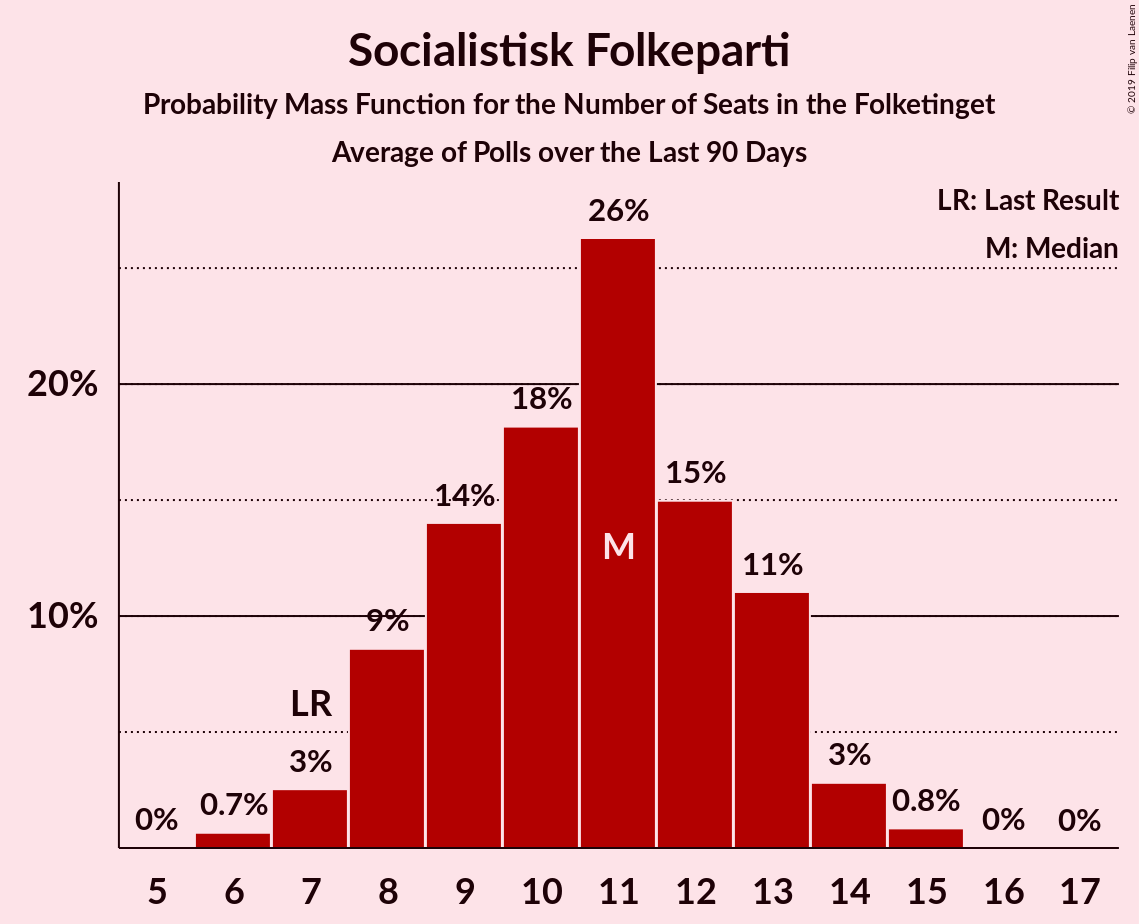 Socialistisk Folkeparti
Probability Mass Function for the Number of Seats in the Folketinget
Average of Polls over the Last 90 Days
© 2019 Filip van Laenen
LR: Last Result
M: Median
26%
20%
18%
15%
14%
M
11%
10%
9%
LR
3%
3%
0.7%
0.8%
0%
0%
0%
5 6 7 8 9 10 11 12 13 14 15 16 17